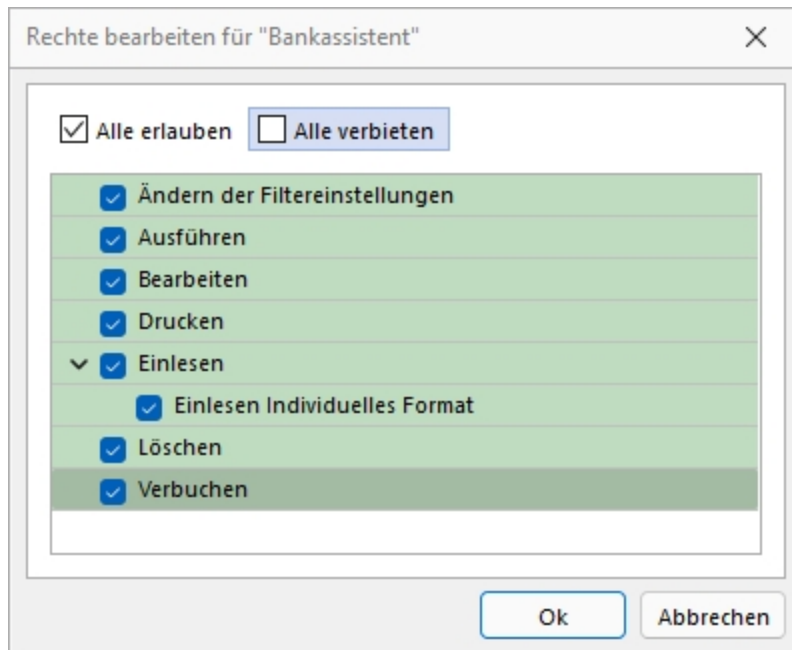 Rechte bearbeiten für "Bankassistent"
Alle erlauben Alle verbieten
Ändern der Filtereinstellungen
Ausführen
Bearbeiten
Drucken
Einlesen
Einlesen Individuelles Format
Löschen
Verbuchen
Ok Abbrechen